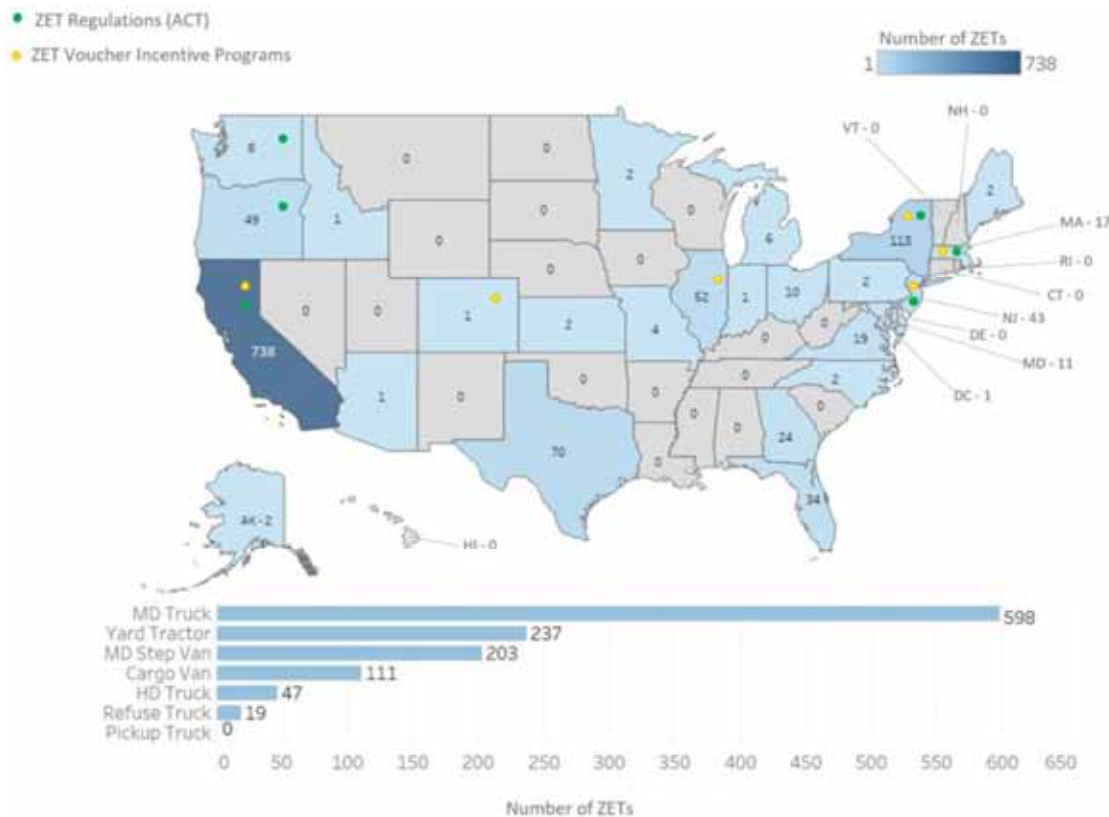 ZET Regulations (ACT)
ZET Voucher Incentive Programs
Number of ZETs
1
738
NH - 0
VT - 0
0
0
2
0
2
49
1
0
0
0
6
MA - 17
RI - 0
CT - 0
NJ - 43
DE - 0
MD - 11
DC - 1
738
0
0
1
0
2
0
4
52
1
10
2
0
0
19
1
0
0
0
0
2
0
70
0
0
0
24
34
AK - 2
HI - 0
MD Truck 598
Yard Tractor 237
MD Step Van 203
Cargo Van 111
HD Truck 47
Refuse Truck 19
Pickup Truck 0
0 50 100 150 200 250 300 350 400 450 500 550 600 650
Number of ZETs